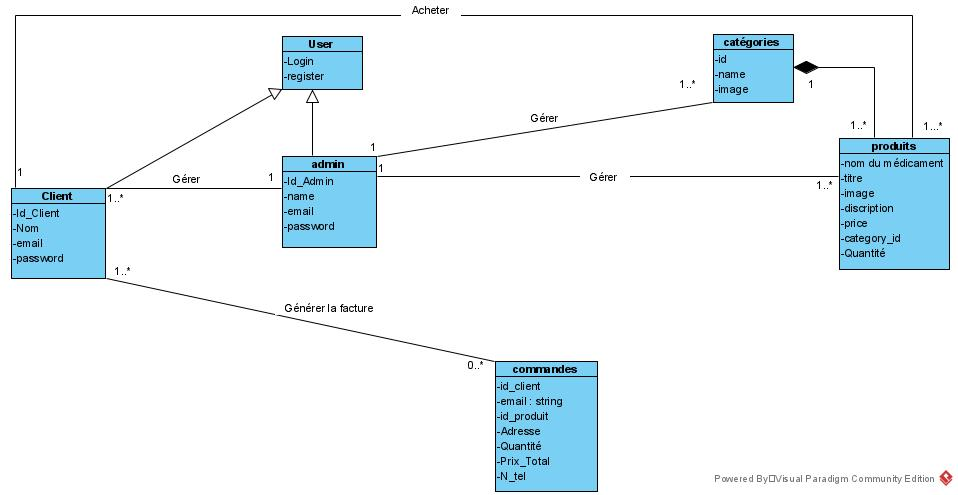 Acheter
User
-Login
-register
catégories
-id
-name
-image
1..*
1
Gérer
1
1..*
1...*
produits
-nom du médicament
-titre
-image
-discription
-price
-category_id
-Quantité
admin
-Id_Admin
-name
-email
-password
1
Gérer
1..*
1
Gérer
1
1..*
Client
-Id_Client
-Nom
-email
-password
1..*
Générer la facture
0..*
commandes
-id_client
-email : string
-id_produit
-Adresse
-Quantité
-Prix_Total
-N_tel
Powered By Visual Paradigm Community Edition